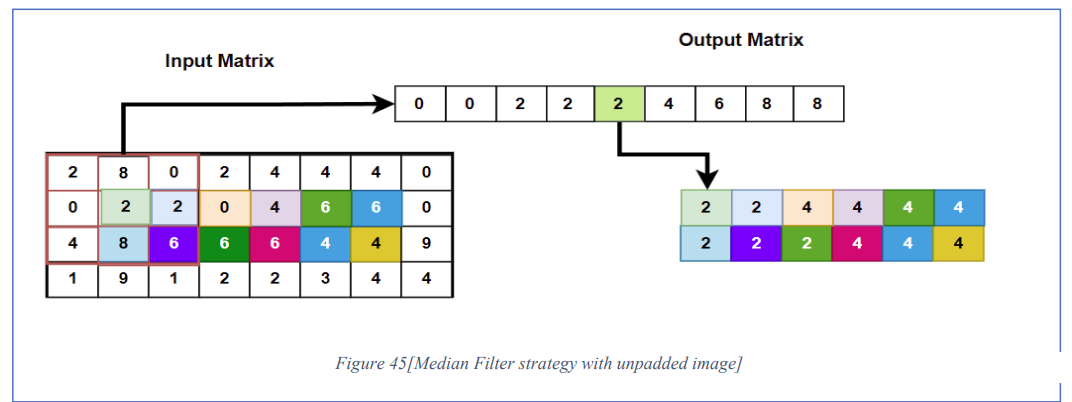 Output Matrix
Input Matrix
0 0 2 2 2 4 6 8 8
2 8 0 2 4 4 4 0
0 2 2 0 4 6 6 0
4 8 6 6 6 4 4 9
1 9 1 2 2 3 4 4
2 2 4 4 4 4
2 2 2 4 4 4
Figure 45[Median Filter strategy with unpadded image]